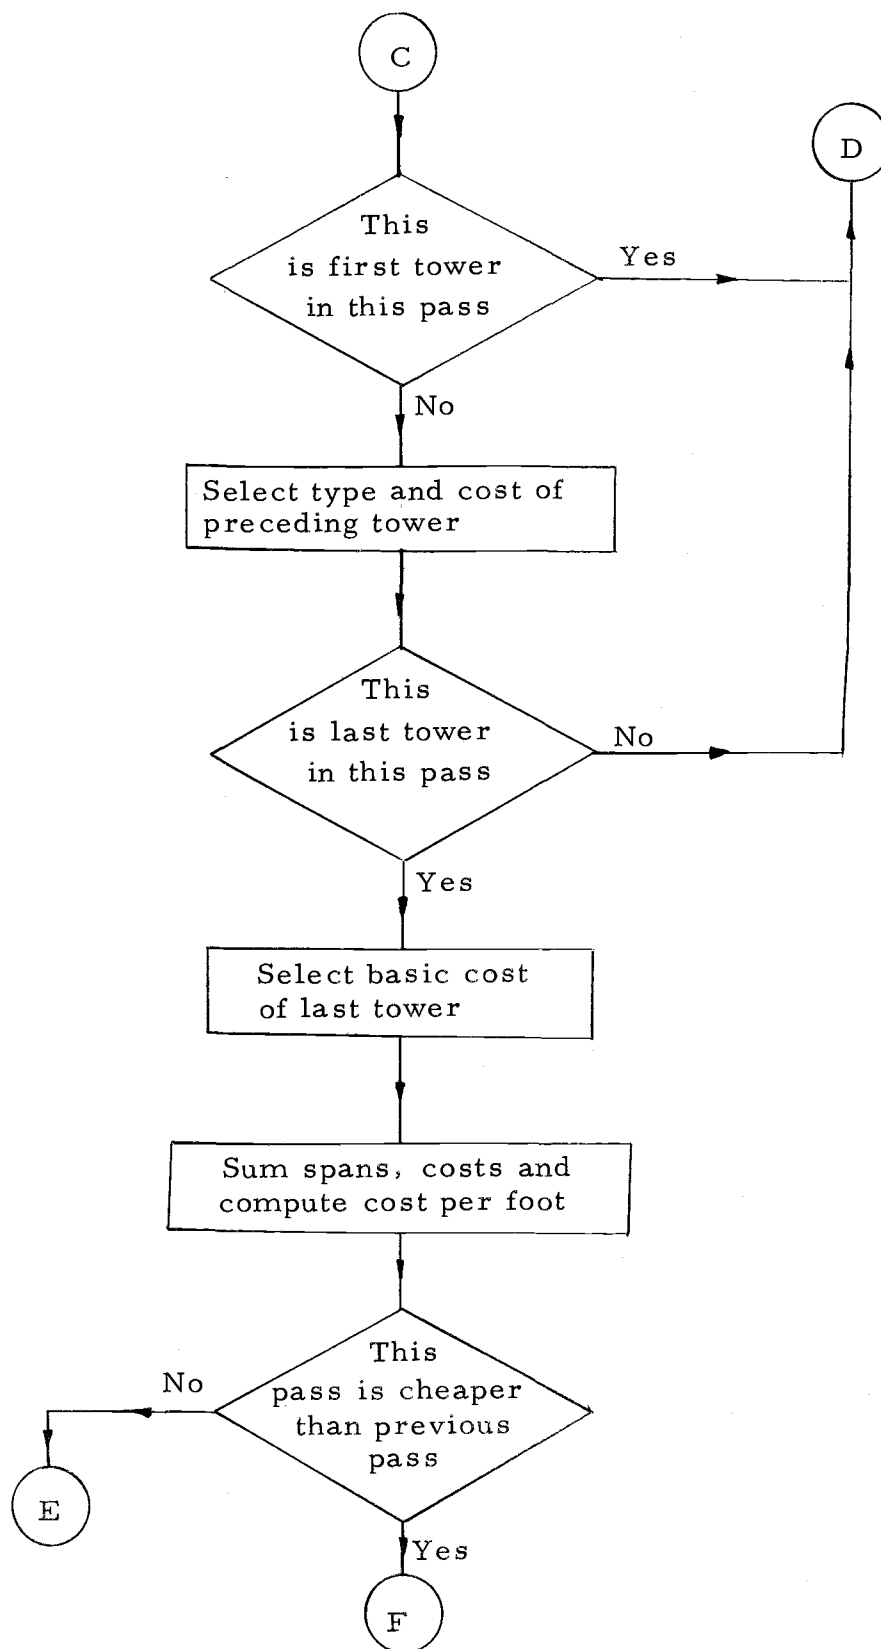 C
D
This
is first tower
in this pass
Yes
No
Select type and cost of
preceding tower
This
is last tower
in this pass
No
Yes
Select basic cost
of last tower
Sum spans, costs and
compute cost per foot
This
pass is cheaper
than previous
pass
No
E
Yes
F